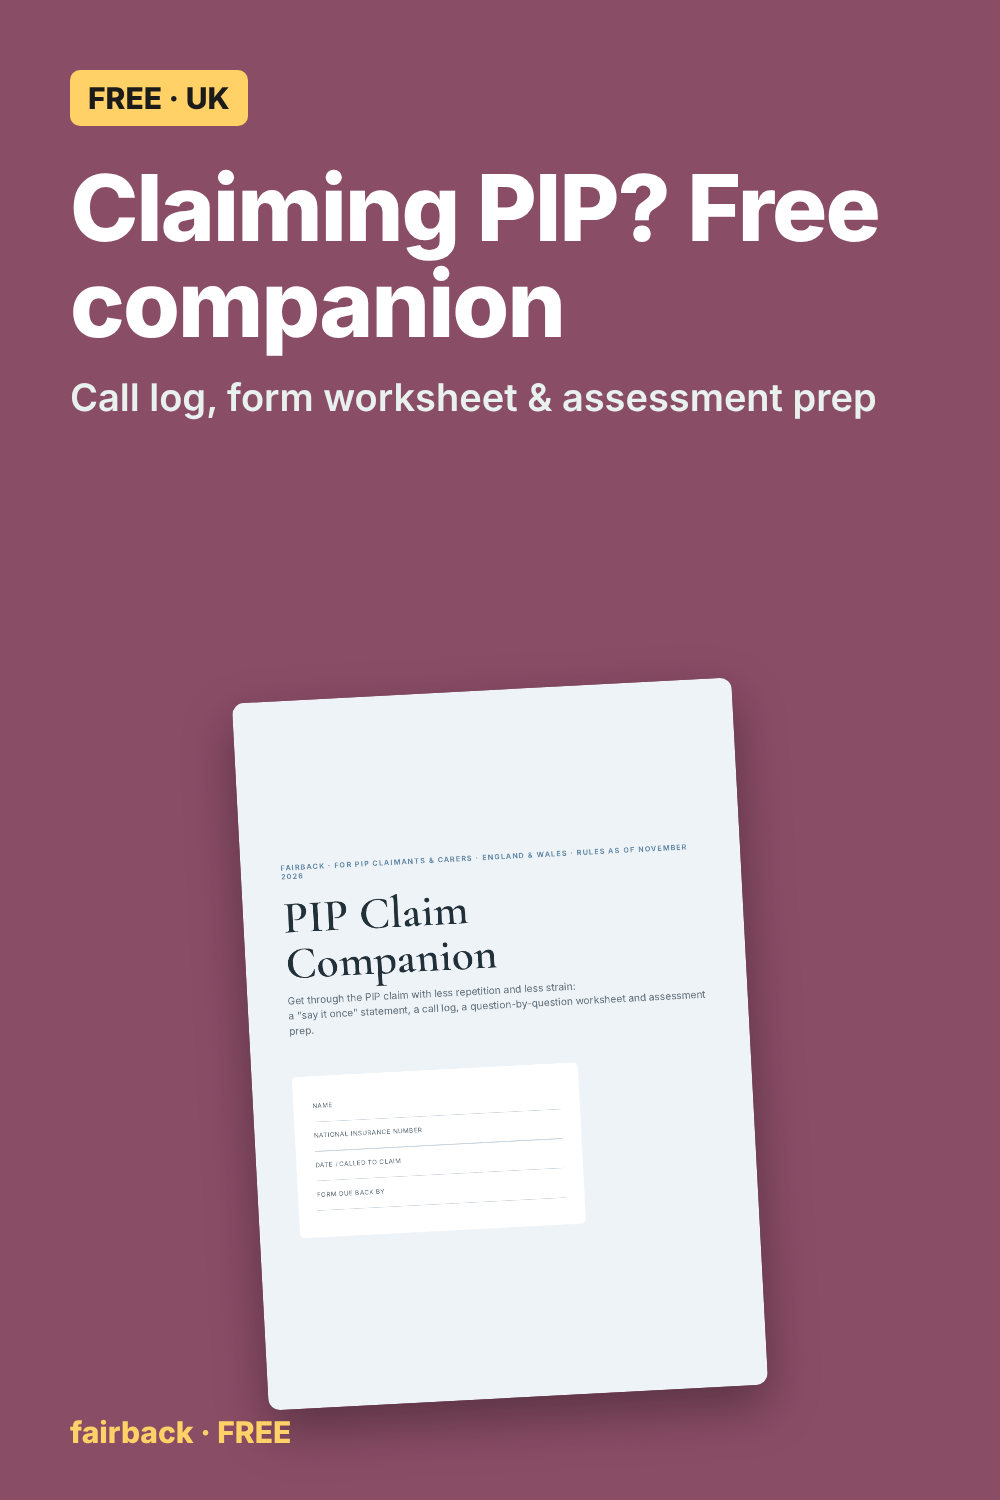 FREE · UK
Claiming PIP? Free
companion
Call log, form worksheet & assessment prep
FAIRBACK · FOR PIP CLAIMANTS & CARERS · ENGLAND & WALES · RULES AS OF NOVEMBER
2026
PIP Claim
Companion
Get through the PIP claim with less repetition and less strain:
a "say it once" statement, a call log, a question-by-question worksheet and assessment
prep.
NAME
NATIONAL INSURANCE NUMBER
DATE I CALLED TO CLAIM
FORM DUE BACK BY
fairback · FREE